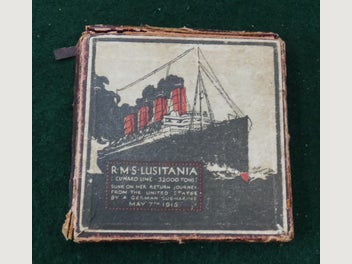 R·M·S·LUSITANIA
(CUNARD LINE · 32000 TONS)
SUNK ON HER RETURN JOURNEY
FROM THE UNITED STATES
BY A GERMAN SUBMARINE
MAY 7TH 1915